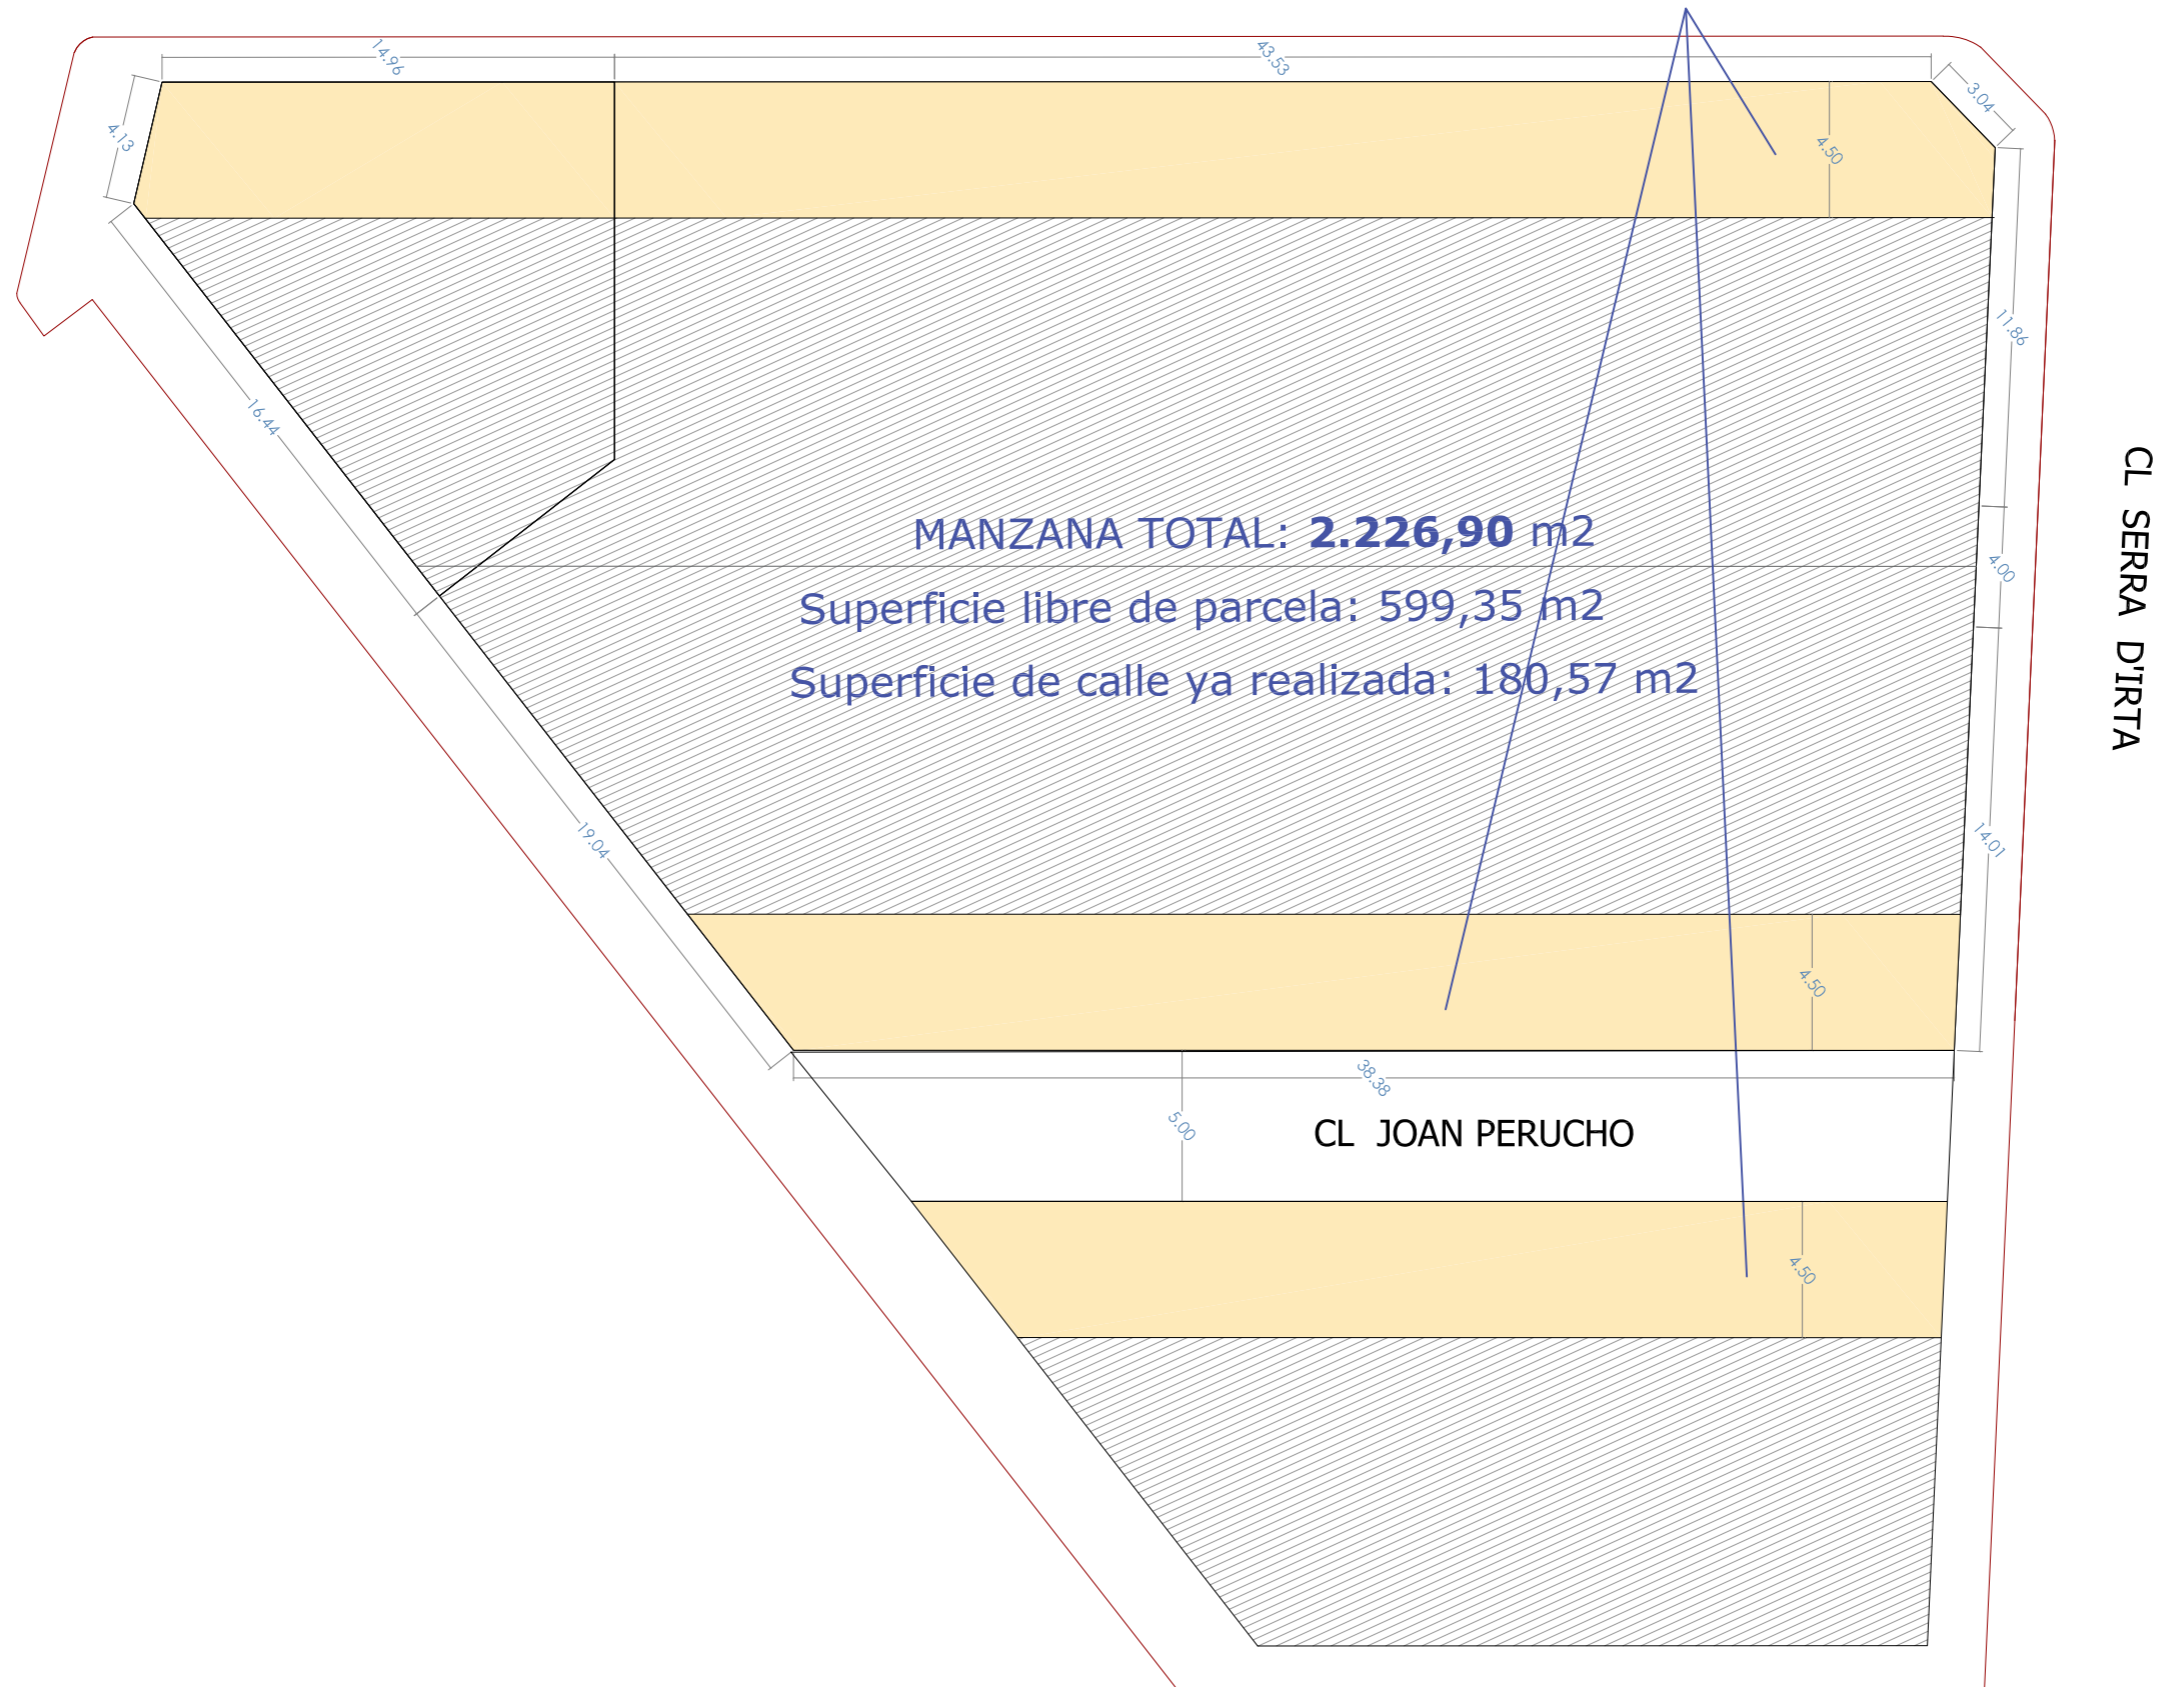 14.96
43.53
3.04
4.13
4.50
11.86
16.44
CL SERRA D'IRTA
MANZANA TOTAL: 2.226,90 m2
4.00
Superficie libre de parcela: 599,35 m2
Superficie de calle ya realizada: 180,57 m2
19.04
14.01
4.50
38.38
5.00
CL JOAN PERUCHO
4.50